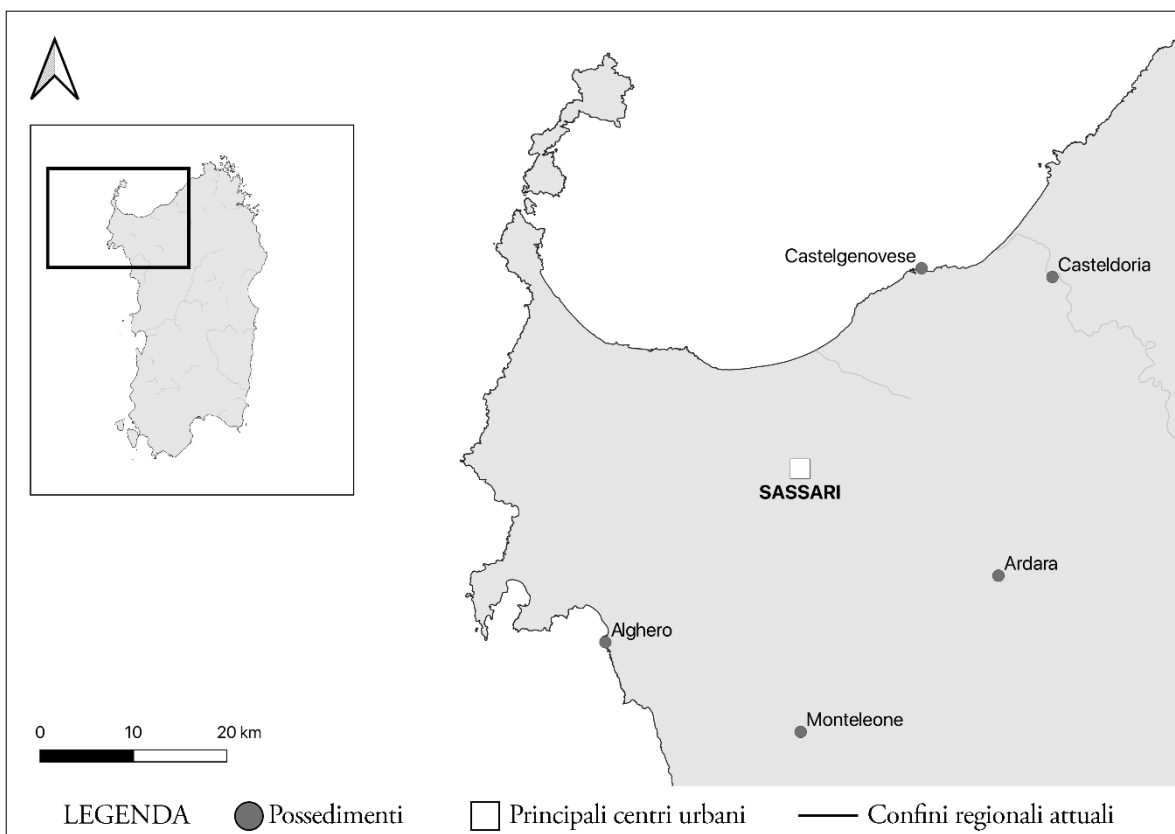 Castelgenovese
Casteldoria
SASSARI
Ardara
Alghero
Monteleone
0 10 20 km
LEGENDA Possedimenti Principali centri urbani Confini regionali attuali